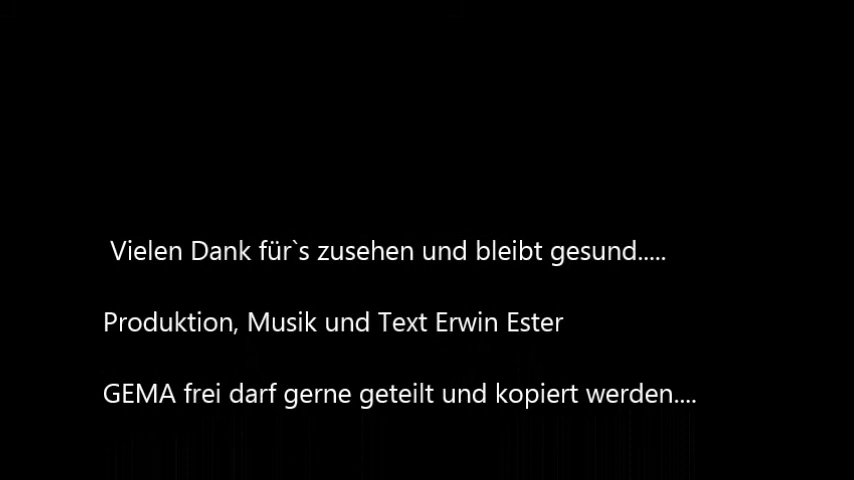 Vielen Dank für`s zusehen und bleibt gesund.....
Produktion, Musik und Text Erwin Ester
GEMA frei darf gerne geteilt und kopiert werden....